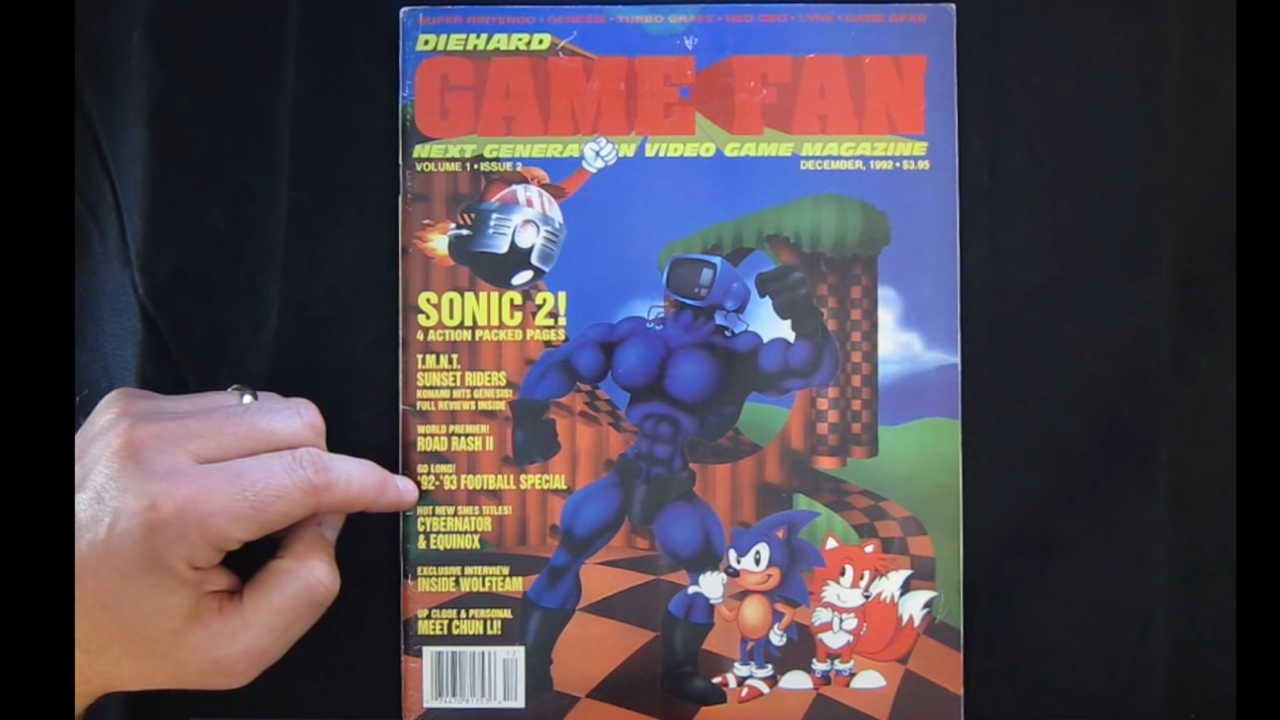 SUPER NINTENDO • GENESIS • TURBO GRAFX • NEO GEO • LYNX • GAME GEAR
DIEHARD
GAME FAN
NEXT GENERATION VIDEO GAME MAGAZINE
VOLUME 1 • ISSUE 2
DECEMBER, 1992 • $3.95
SONIC 2!
4 ACTION PACKED PAGES
T.M.N.T.
SUNSET RIDERS
KONAMI HITS GENESIS!
FULL REVIEWS INSIDE
WORLD PREMIER!
ROAD RASH II
GO LONG!
'92-'93 FOOTBALL SPECIAL
HOT NEW SNES TITLES!
CYBERNATOR
& EQUINOX
EXCLUSIVE INTERVIEW
INSIDE WOLFTEAM
UP CLOSE & PERSONAL
MEET CHUN LI!
12